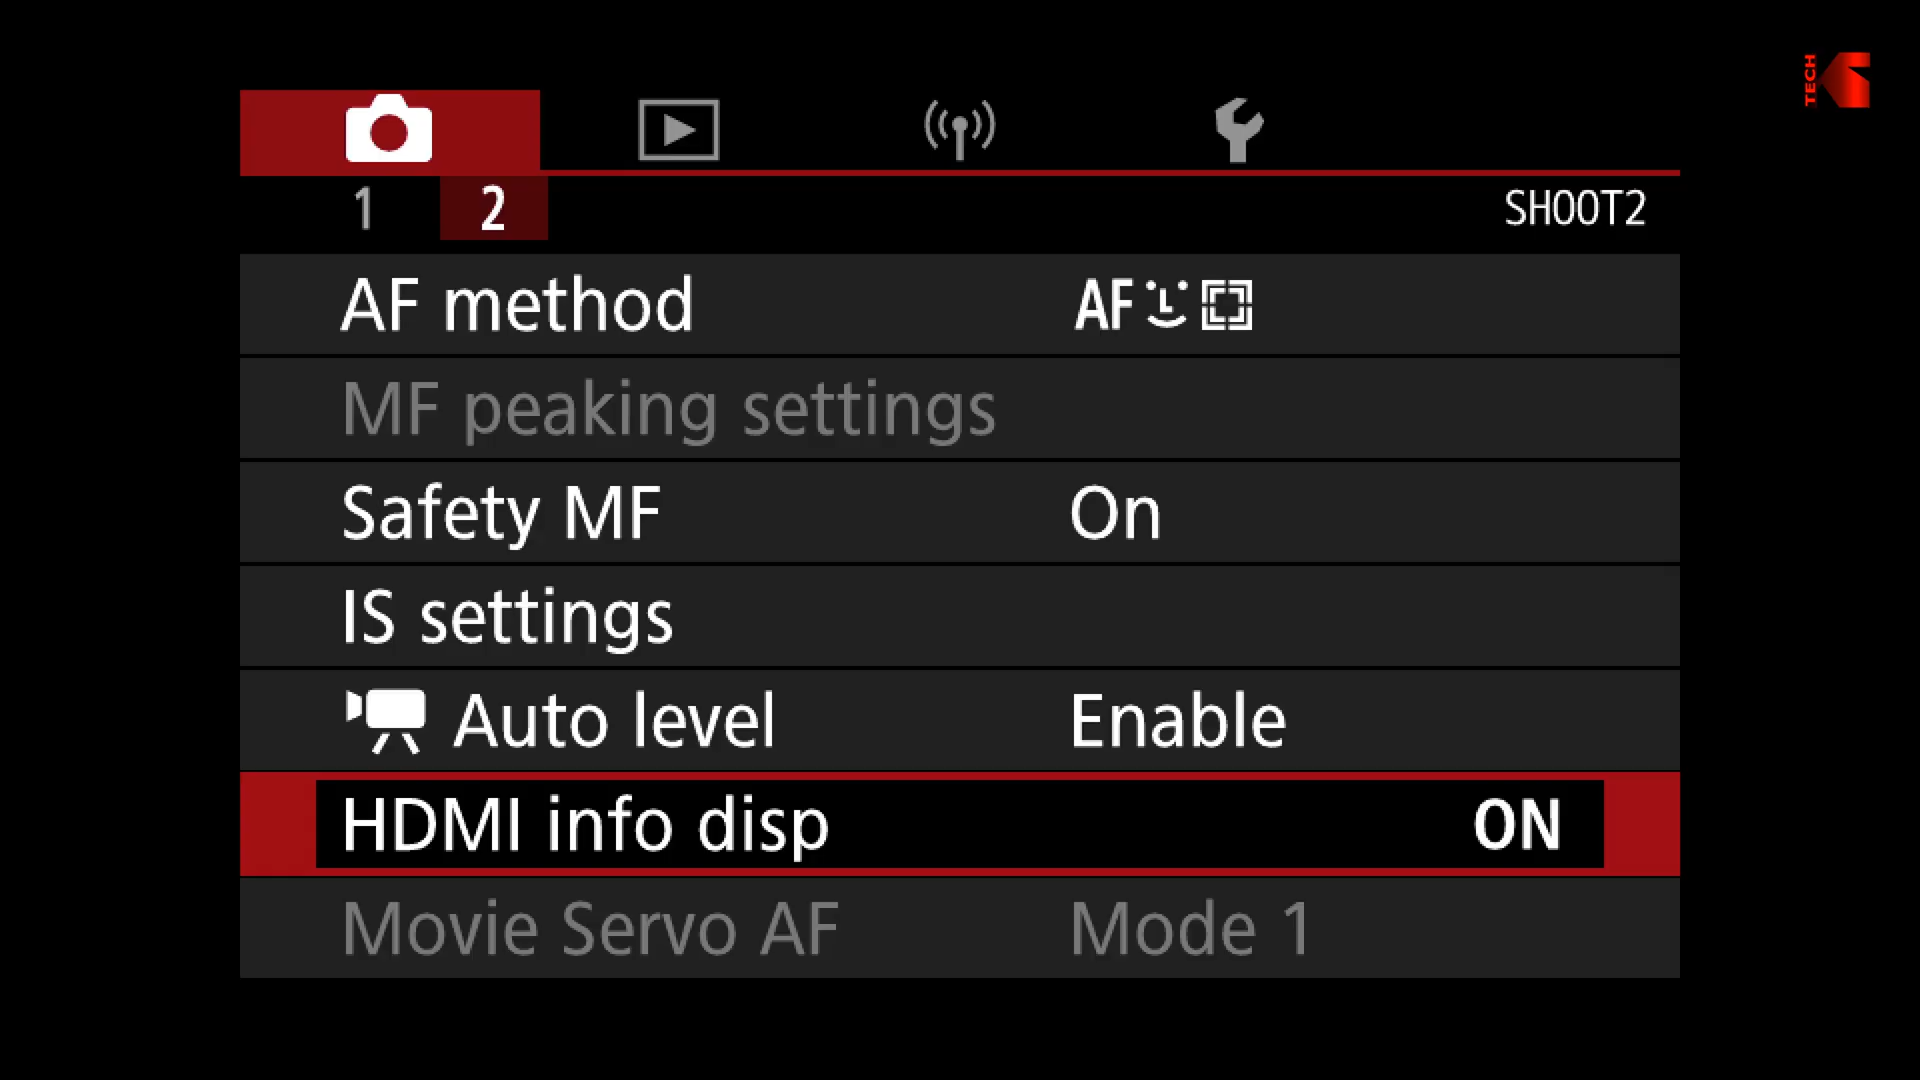 TECH
1 2 SHOOT2
AF method AF
MF peaking settings
Safety MF On
IS settings
Auto level Enable
HDMI info disp ON
Movie Servo AF Mode 1